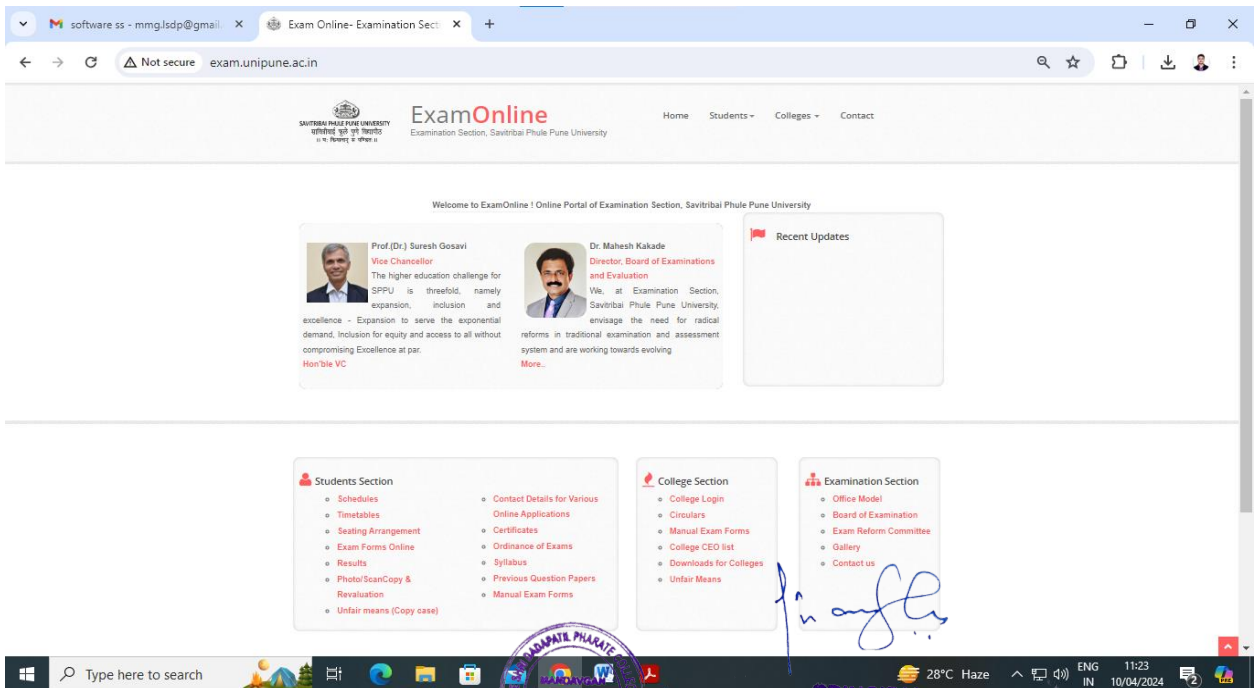 software ss - mmg.lsdp@gmail.
Exam Online- Examination Sect
Not secure exam.unipune.ac.in
SAVITRIBAI PHULE PUNE UNIVERSITY
सावित्रीबाई फुले पुणे विद्यापीठ
ExamOnline
Examination Section, Savitribai Phule Pune University
Home Students Colleges Contact
Welcome to ExamOnline ! Online Portal of Examination Section, Savitribai Phule Pune University
Prof.(Dr.) Suresh Gosavi
Vice Chancellor
The higher education challenge for
SPPU is threefold, namely
expansion, inclusion and
excellence - Expansion to serve the exponential
demand, Inclusion for equity and access to all without
compromising Excellence at par.
Hon'ble VC
Dr. Mahesh Kakade
Director, Board of Examinations
and Evaluation
We, at Examination Section,
Savitribai Phule Pune University,
envisage the need for radical
reforms in traditional examination and assessment
system and are working towards evolving
More..
Recent Updates
Students Section
Schedules
Timetables
Seating Arrangement
Exam Forms Online
Results
Photo/ScanCopy &
Revaluation
Unfair means (Copy case)
Contact Details for Various
Online Applications
Certificates
Ordinance of Exams
Syllabus
Previous Question Papers
Manual Exam Forms
College Section
College Login
Circulars
Manual Exam Forms
College CEO list
Downloads for Colleges
Unfair Means
Examination Section
Office Model
Board of Examination
Exam Reform Committee
Gallery
Contact us
DADAPATIL PHARATE
MANDAVGAN
Type here to search
28°C Haze
ENG
IN
11:23
10/04/2024
2